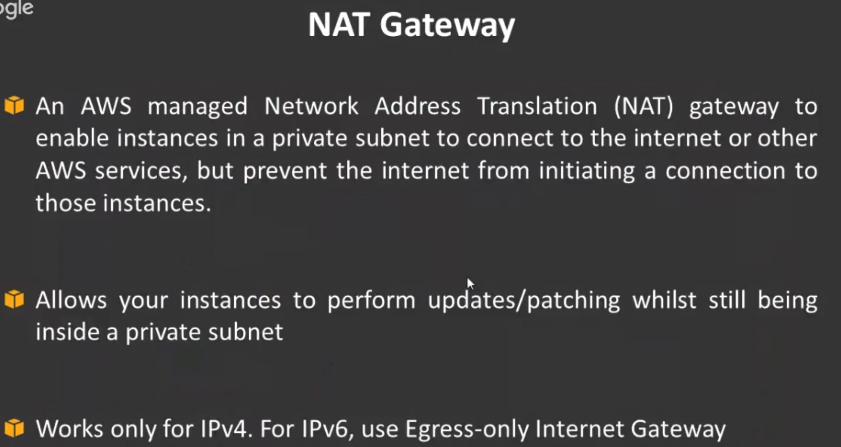 ogle
NAT Gateway
An AWS managed Network Address Translation (NAT) gateway to
enable instances in a private subnet to connect to the internet or other
AWS services, but prevent the internet from initiating a connection to
those instances.
Allows your instances to perform updates/patching whilst still being
inside a private subnet
Works only for IPv4. For IPv6, use Egress-only Internet Gateway